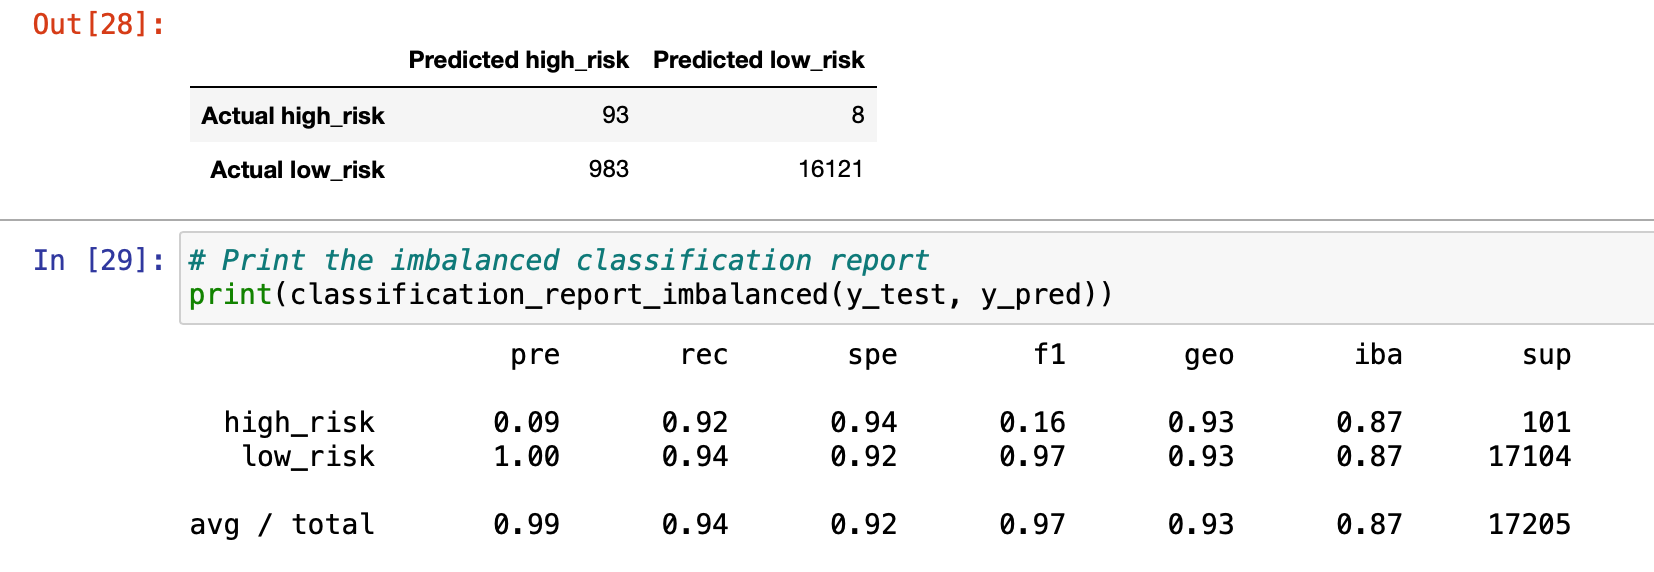 Out[28]:
Predicted high_risk Predicted low_risk
Actual high_risk 93 8
Actual low_risk 983 16121
In [29]: # Print the imbalanced classification report
print(classification_report_imbalanced(y_test, y_pred))
pre rec spe f1 geo iba sup
high_risk 0.09 0.92 0.94 0.16 0.93 0.87 101
low_risk 1.00 0.94 0.92 0.97 0.93 0.87 17104
avg / total 0.99 0.94 0.92 0.97 0.93 0.87 17205